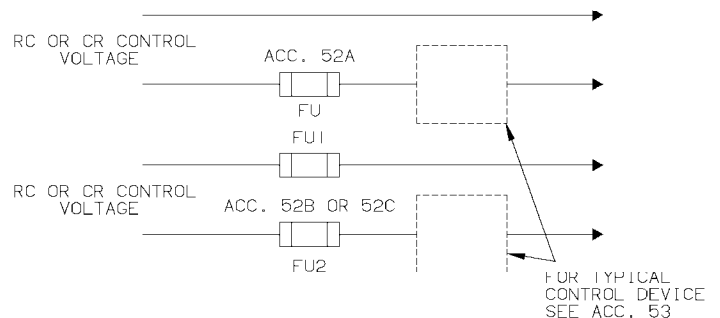 RC OR CR CONTROL
VOLTAGE
ACC. 52A
FU
FU1
RC OR CR CONTROL
VOLTAGE
ACC. 52B OR 52C
FU2
FOR TYPICAL
CONTROL DEVICE
SEE ACC. 53